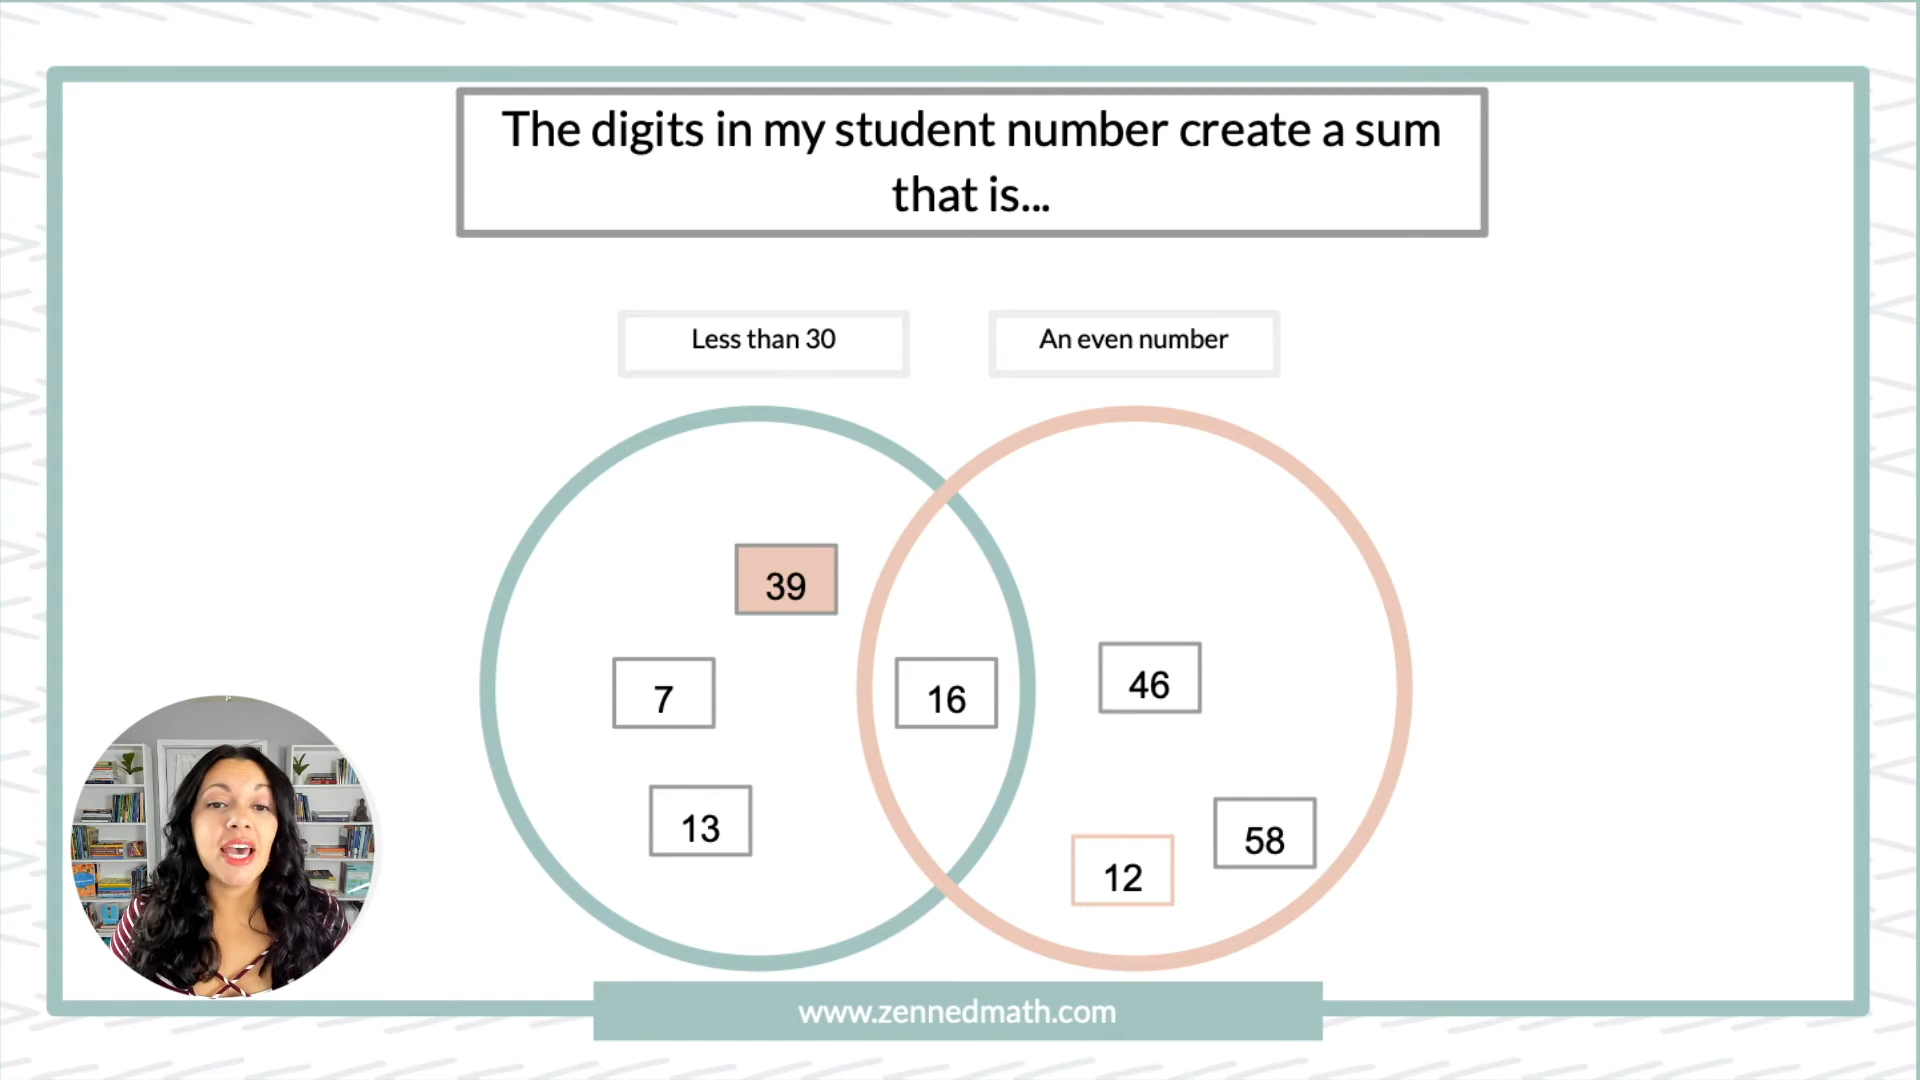 The digits in my student number create a sum
that is...
Less than 30
An even number
39
7
16
46
13
12
58
www.zennedmath.com